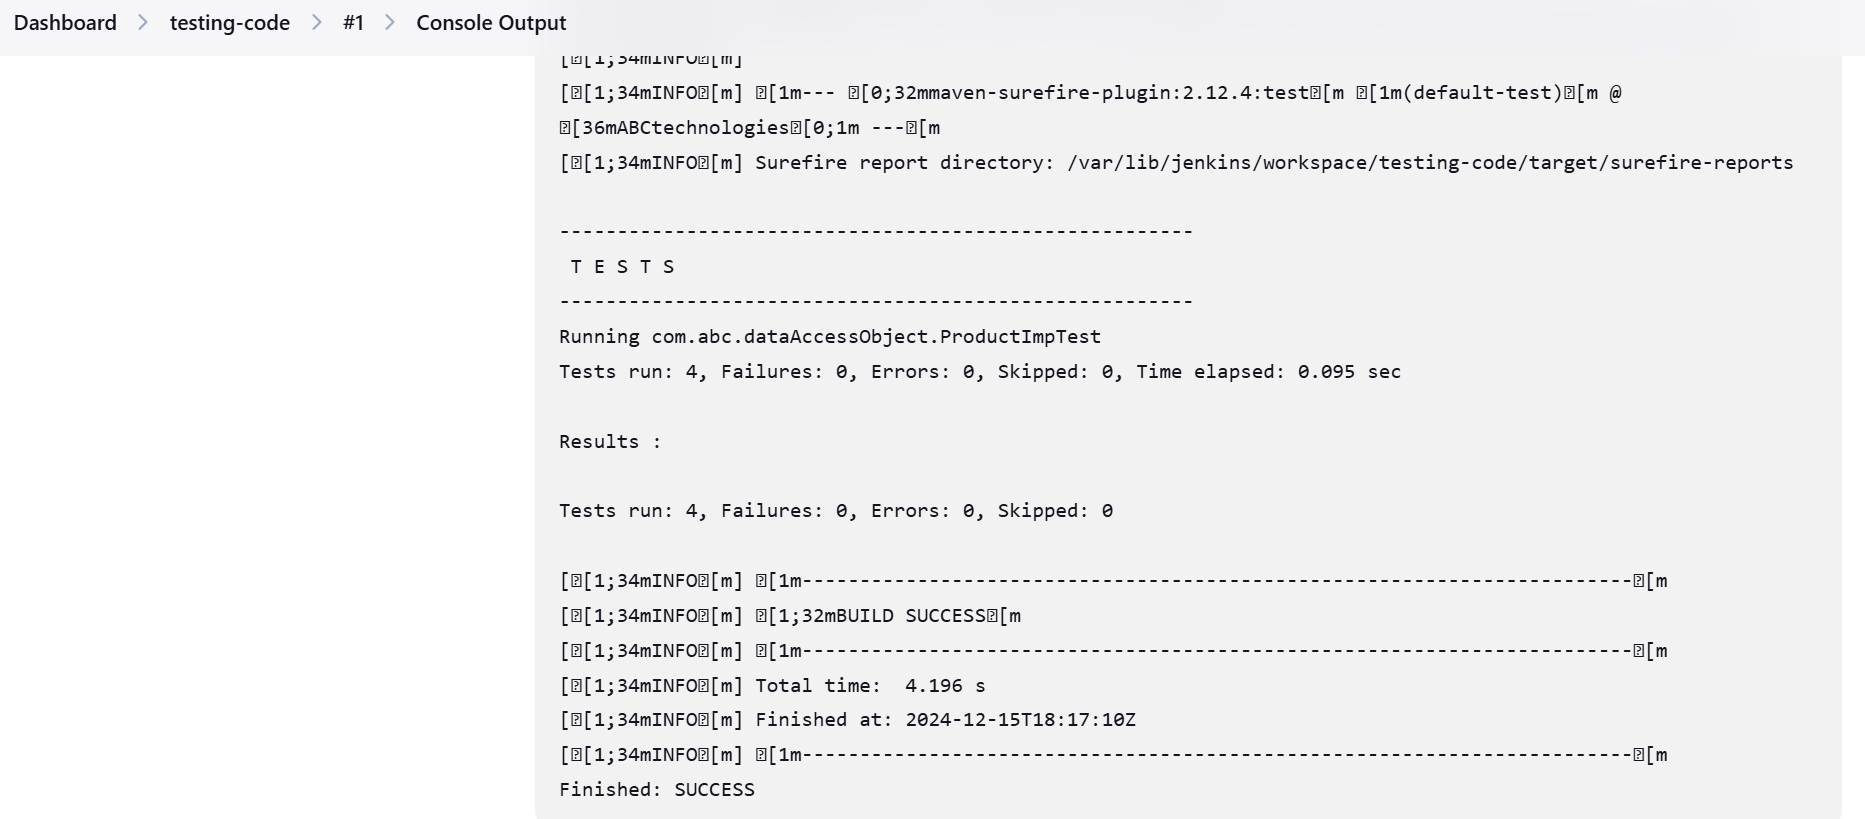 Dashboard > testing-code > #1 > Console Output
[␛[1;34mINFO␛[m]
[␛[1;34mINFO␛[m] ␛[1m--- ␛[0;32mmaven-surefire-plugin:2.12.4:test␛[m ␛[1m(default-test)␛[m @
␛[36mABCtechnologies␛[0;1m ---␛[m
[␛[1;34mINFO␛[m] Surefire report directory: /var/lib/jenkins/workspace/testing-code/target/surefire-reports
-------------------------------------------------------
T E S T S
-------------------------------------------------------
Running com.abc.dataAccessObject.ProductImpTest
Tests run: 4, Failures: 0, Errors: 0, Skipped: 0, Time elapsed: 0.095 sec
Results :
Tests run: 4, Failures: 0, Errors: 0, Skipped: 0
[␛[1;34mINFO␛[m] ␛[1m------------------------------------------------------------------------␛[m
[␛[1;34mINFO␛[m] ␛[1;32mBUILD SUCCESS␛[m
[␛[1;34mINFO␛[m] ␛[1m------------------------------------------------------------------------␛[m
[␛[1;34mINFO␛[m] Total time:  4.196 s
[␛[1;34mINFO␛[m] Finished at: 2024-12-15T18:17:10Z
[␛[1;34mINFO␛[m] ␛[1m------------------------------------------------------------------------␛[m
Finished: SUCCESS